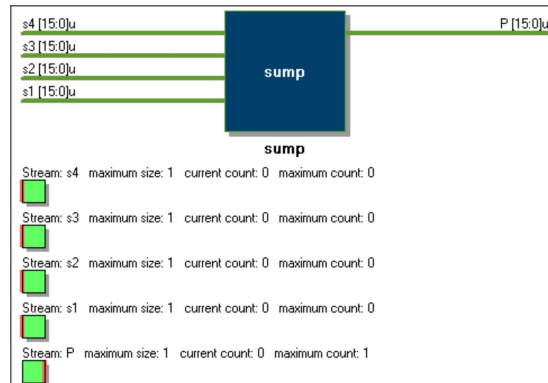 s4 [15:0]u
P [15:0]u
s3 [15:0]u
s2 [15:0]u
s1 [15:0]u
sump
sump
Stream: s4 maximum size: 1 current count: 0 maximum count: 0
Stream: s3 maximum size: 1 current count: 0 maximum count: 0
Stream: s2 maximum size: 1 current count: 0 maximum count: 0
Stream: s1 maximum size: 1 current count: 0 maximum count: 0
Stream: P maximum size: 1 current count: 0 maximum count: 1